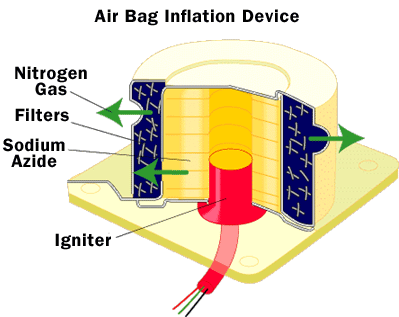 Air Bag Inflation Device
Nitrogen
Gas
Filters
Sodium
Azide
Igniter